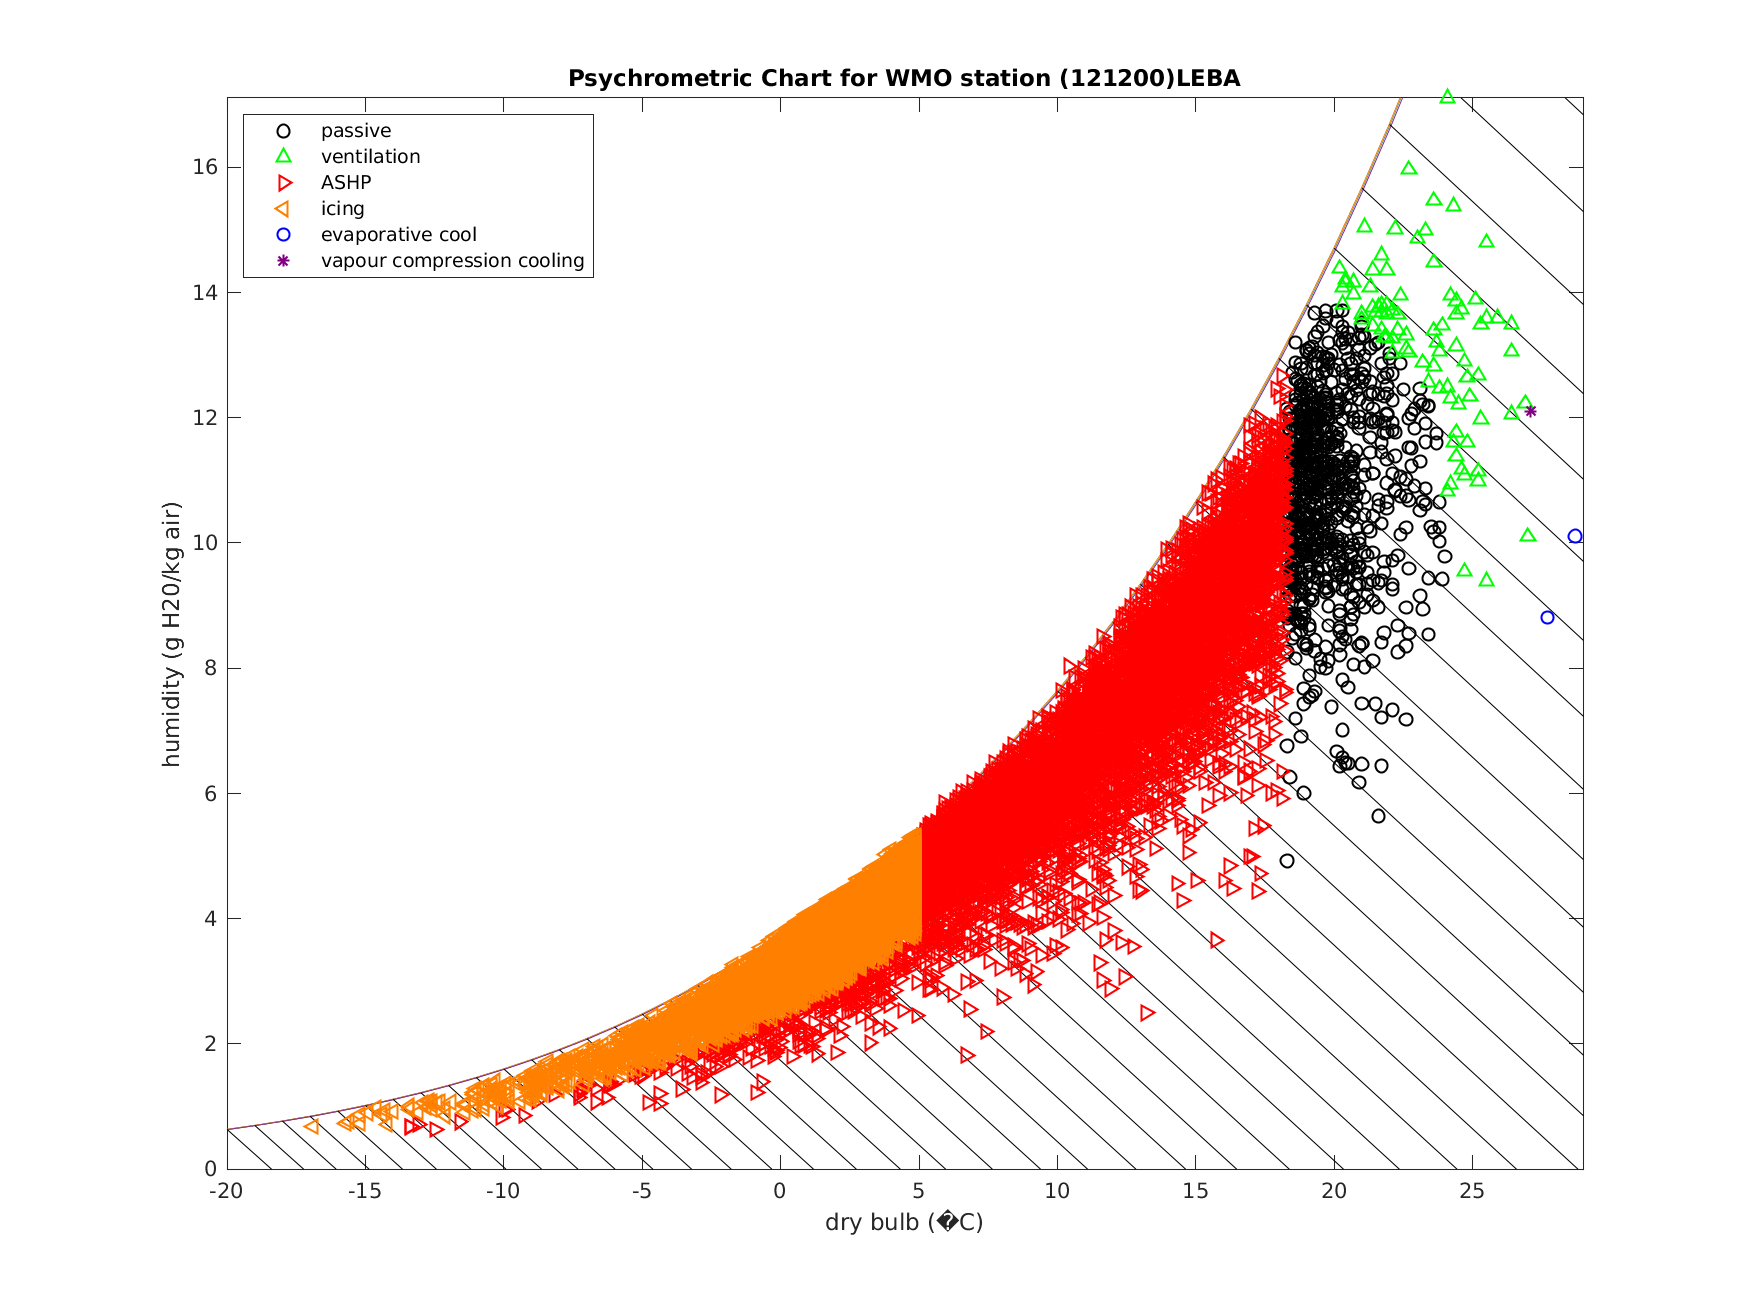 Psychrometric Chart for WMO station (121200)LEBA
passive
ventilation
ASHP
icing
evaporative cool
vapour compression cooling
humidity (g H20/kg air)
16
14
12
10
8
6
4
2
0
-20 -15 -10 -5 0 5 10 15 20 25
dry bulb (�C)